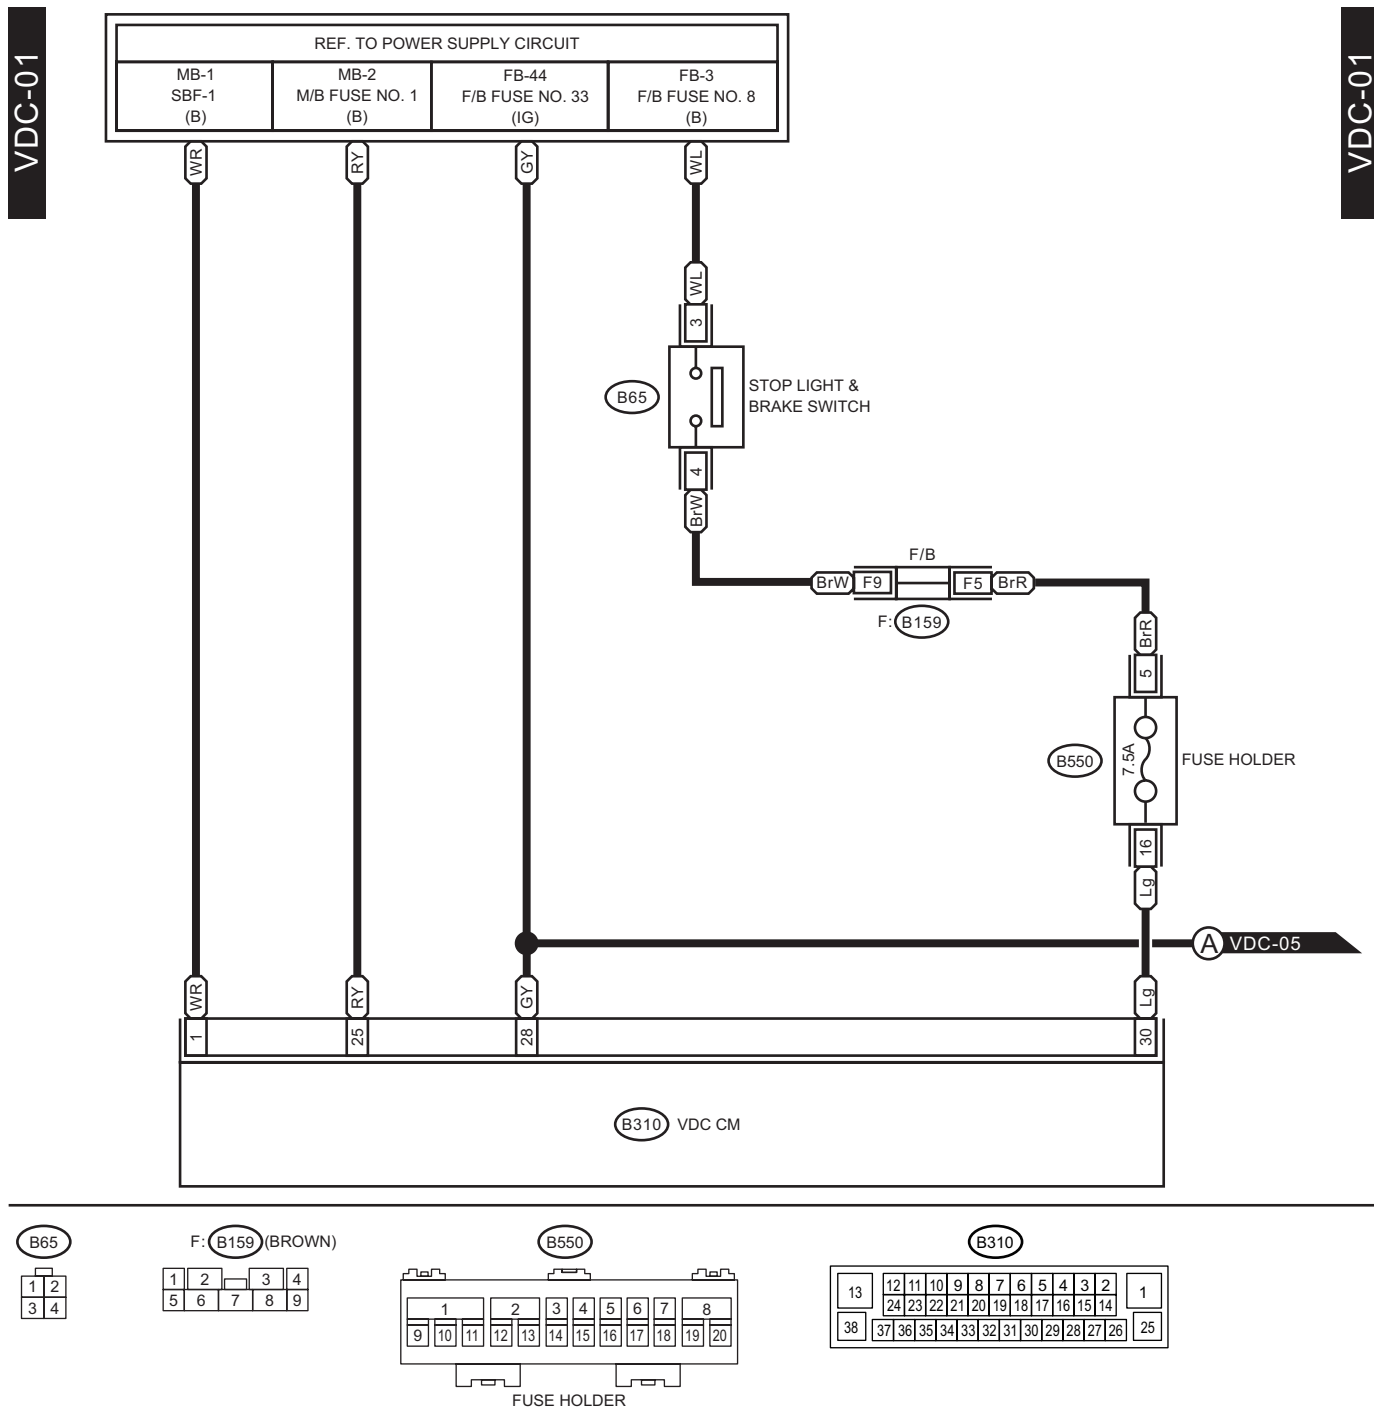 VDC-01
VDC-01
REF. TO POWER SUPPLY CIRCUIT
MB-1
SBF-1
(B)
MB-2
M/B FUSE NO. 1
(B)
FB-44
F/B FUSE NO. 33
(IG)
FB-3
F/B FUSE NO. 8
(B)
WR
RY
GY
WL
WL
3
B65
STOP LIGHT &
BRAKE SWITCH
4
BrW
F/B
BrW F9 F5 BrR
F: B159
BrR
5
B550
7.5A
FUSE HOLDER
16
Lg
A VDC-05
WR
RY
GY
Lg
1
25
28
30
B310 VDC CM
B65
1 2
3 4
F: B159 (BROWN)
1 2 3 4
5 6 7 8 9
B550
1 2 3 4 5 6 7 8
9 10 11 12 13 14 15 16 17 18 19 20
FUSE HOLDER
B310
13 12 11 10 9 8 7 6 5 4 3 2 1
24 23 22 21 20 19 18 17 16 15 14
38 37 36 35 34 33 32 31 30 29 28 27 26 25